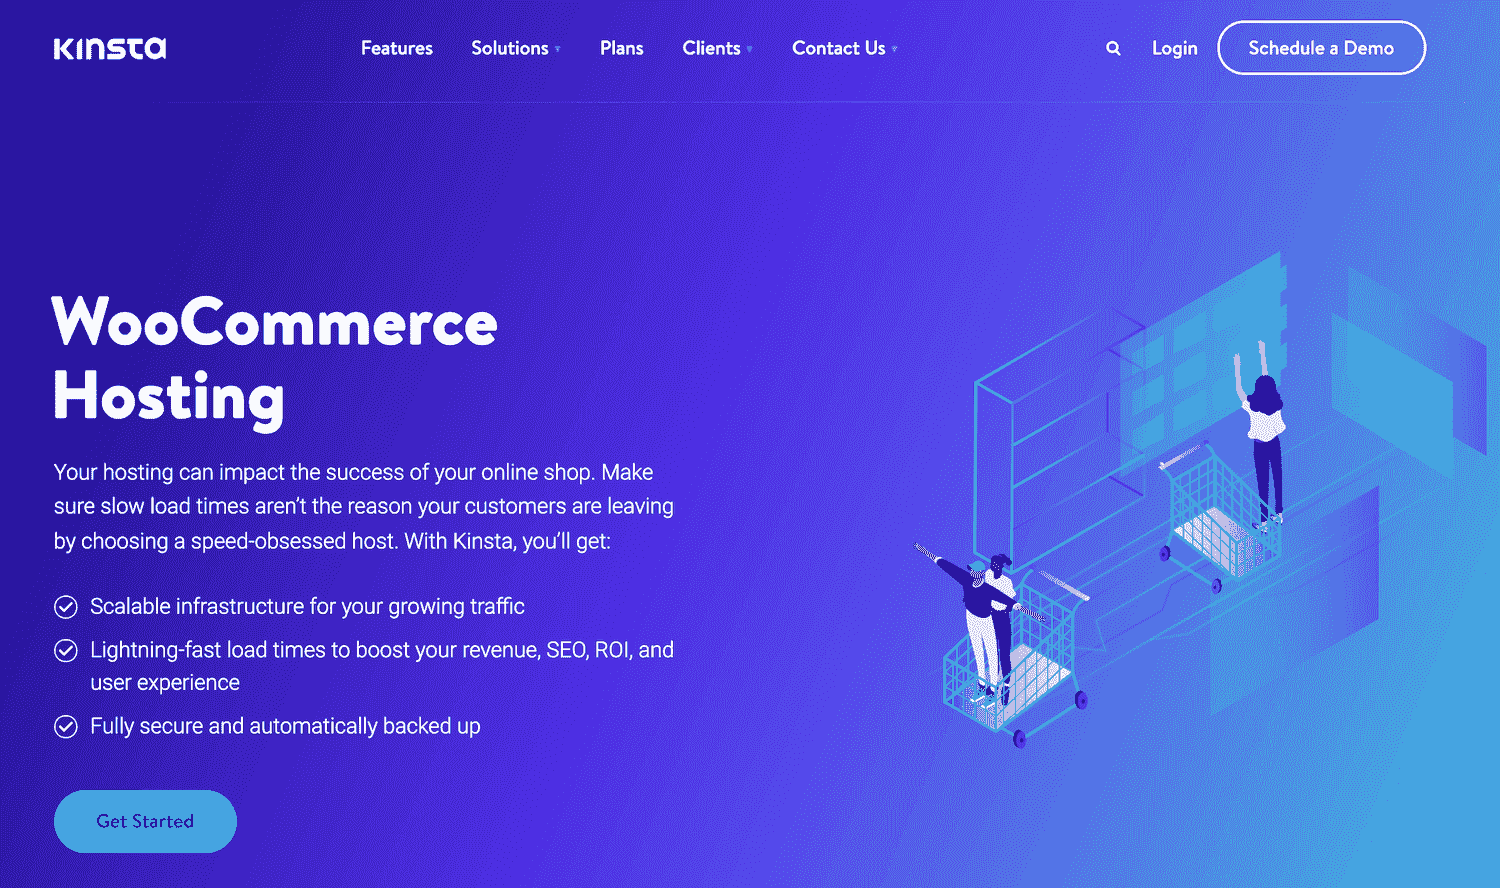 KINSTA
Features
Solutions
Plans
Clients
Contact Us
Login
Schedule a Demo
WooCommerce
Hosting
Your hosting can impact the success of your online shop. Make
sure slow load times aren’t the reason your customers are leaving
by choosing a speed-obsessed host. With Kinsta, you’ll get:
Scalable infrastructure for your growing traffic
Lightning-fast load times to boost your revenue, SEO, ROI, and
user experience
Fully secure and automatically backed up
Get Started